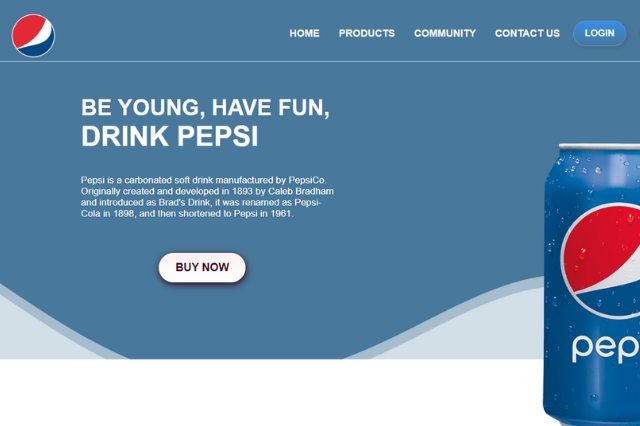 HOME PRODUCTS COMMUNITY CONTACT US LOGIN
BE YOUNG, HAVE FUN,
DRINK PEPSI
Pepsi is a carbonated soft drink manufactured by PepsiCo.
Originally created and developed in 1893 by Caleb Bradham
and introduced as Brad's Drink, it was renamed as Pepsi-
Cola in 1898, and then shortened to Pepsi in 1961.
BUY NOW
pep